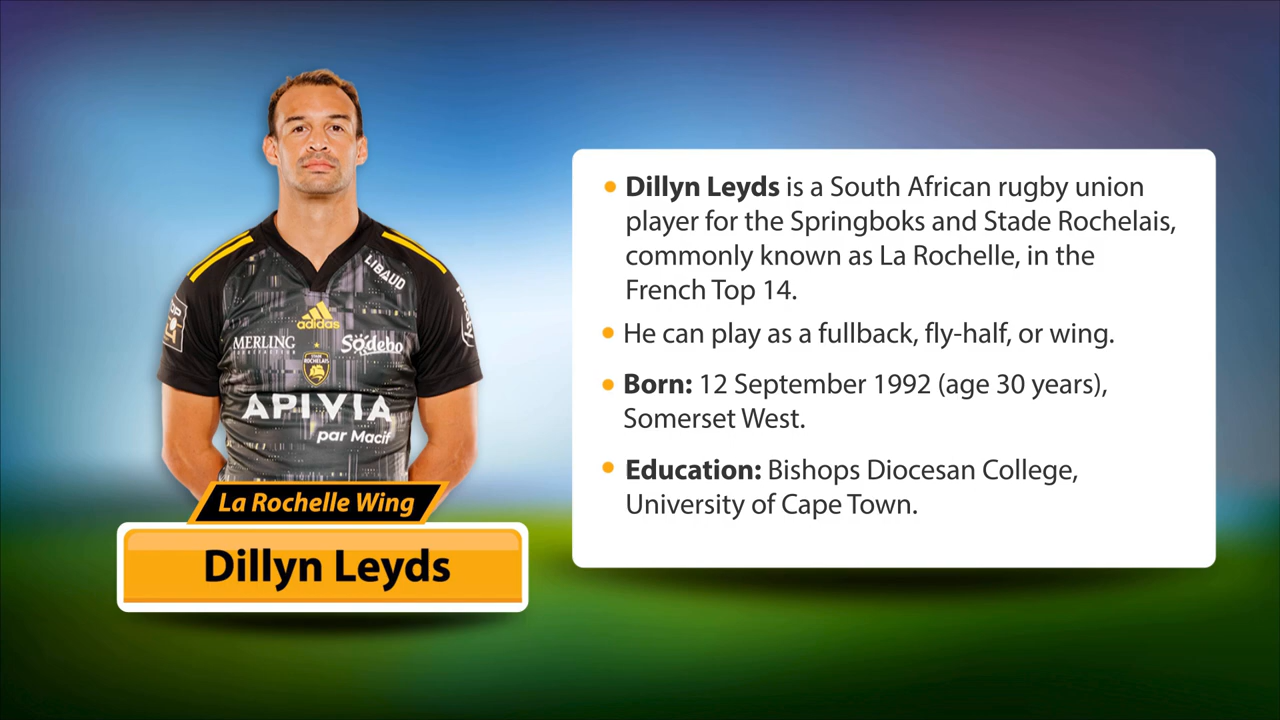 LIBAUD
TOP
adidas
MERLING
Sodebo
STADE
ROCHELAIS
APIVIA
par Macif
La Rochelle Wing
Dillyn Leyds
Dillyn Leyds is a South African rugby union
player for the Springboks and Stade Rochelais,
commonly known as La Rochelle, in the
French Top 14.
He can play as a fullback, fly-half, or wing.
Born: 12 September 1992 (age 30 years),
Somerset West.
Education: Bishops Diocesan College,
University of Cape Town.